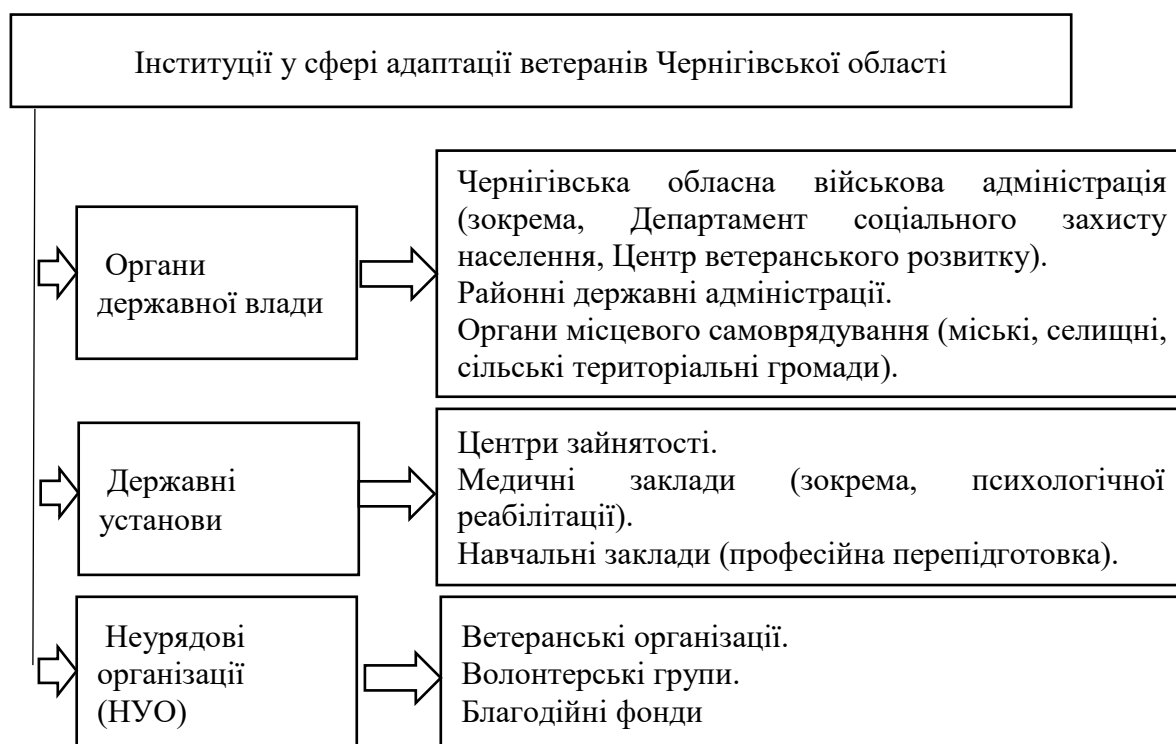 Інституції у сфері адаптації ветеранів Чернігівської області
Органи
державної влади
Чернігівська обласна військова адміністрація
(зокрема, Департамент соціального захисту
населення, Центр ветеранського розвитку).
Районні державні адміністрації.
Органи місцевого самоврядування (міські, селищні,
сільські територіальні громади).
Державні
установи
Центри зайнятості.
Медичні заклади (зокрема, психологічної
реабілітації).
Навчальні заклади (професійна перепідготовка).
Неурядові
організації
(НУО)
Ветеранські організації.
Волонтерські групи.
Благодійні фонди